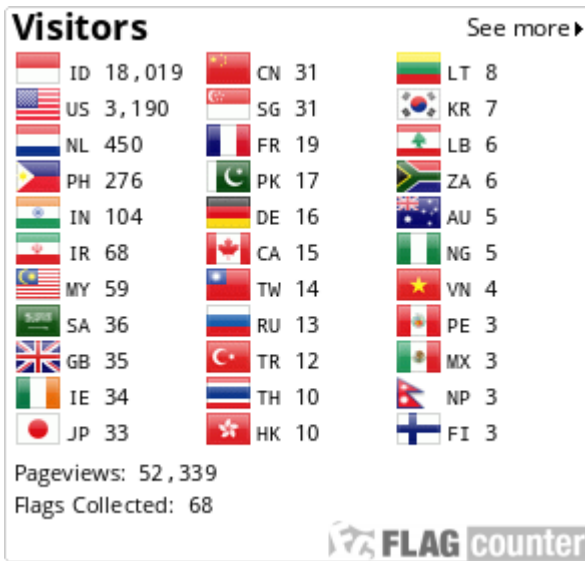 Visitors
See more
ID 18,019
US 3,190
NL 450
PH 276
IN 104
IR 68
MY 59
SA 36
GB 35
IE 34
JP 33
CN 31
SG 31
FR 19
PK 17
DE 16
CA 15
TW 14
RU 13
TR 12
TH 10
HK 10
LT 8
KR 7
LB 6
ZA 6
AU 5
NG 5
VN 4
PE 3
MX 3
NP 3
FI 3
Pageviews: 52,339
Flags Collected: 68
FLAG counter